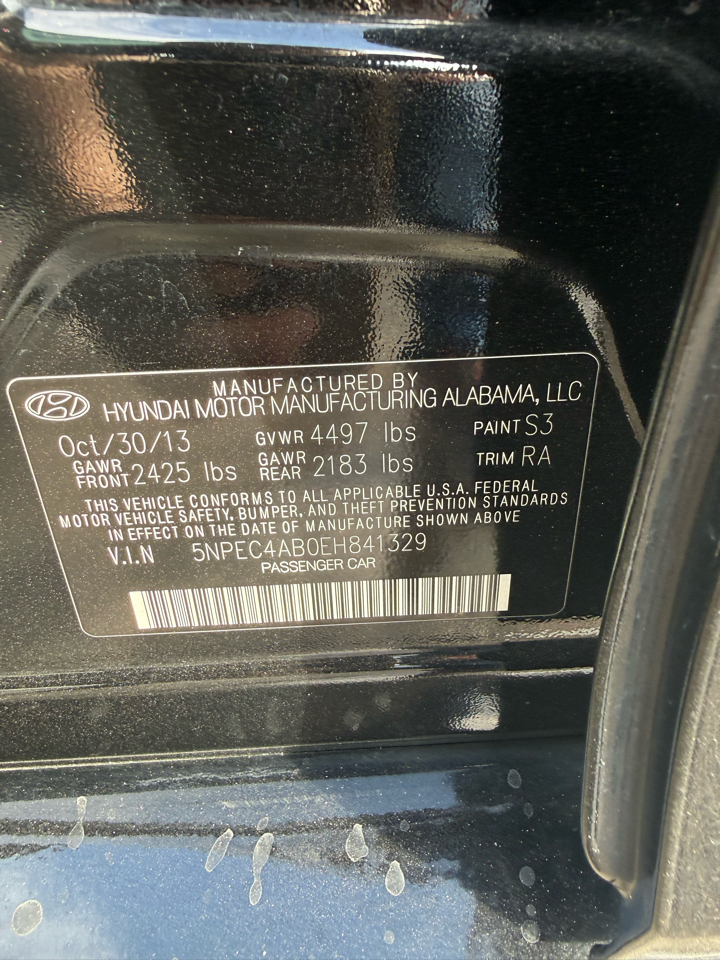 MANUFACTURED BY
HYUNDAI MOTOR MANUFACTURING ALABAMA, LLC
Oct/30/13 GVWR 4497 lbs PAINT S3
GAWR FRONT 2425 lbs GAWR REAR 2183 lbs TRIM RA
THIS VEHICLE CONFORMS TO ALL APPLICABLE U.S.A. FEDERAL
MOTOR VEHICLE SAFETY, BUMPER, AND THEFT PREVENTION STANDARDS
IN EFFECT ON THE DATE OF MANUFACTURE SHOWN ABOVE
V.I.N 5NPEC4AB0EH841329
PASSENGER CAR